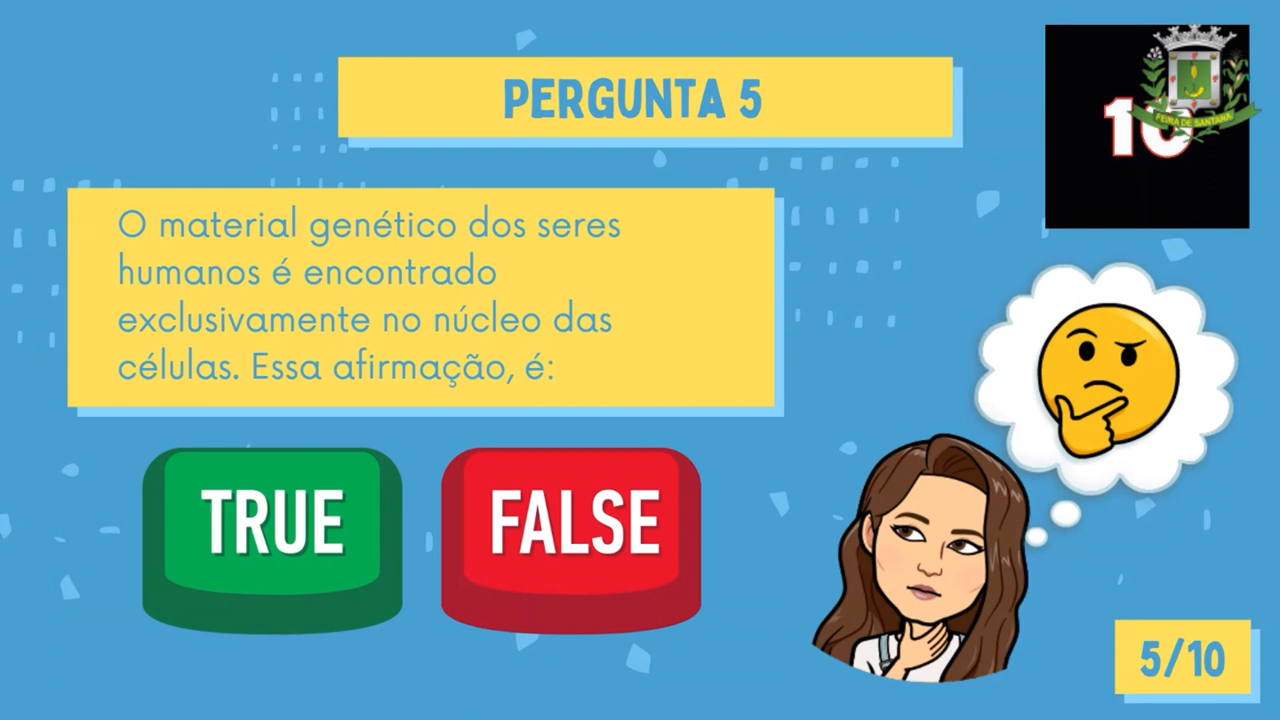 PERGUNTA 5
10
FEIRA DE SANTANA
O material genético dos seres
humanos é encontrado
exclusivamente no núcleo das
células. Essa afirmação, é:
TRUE
FALSE
5/10